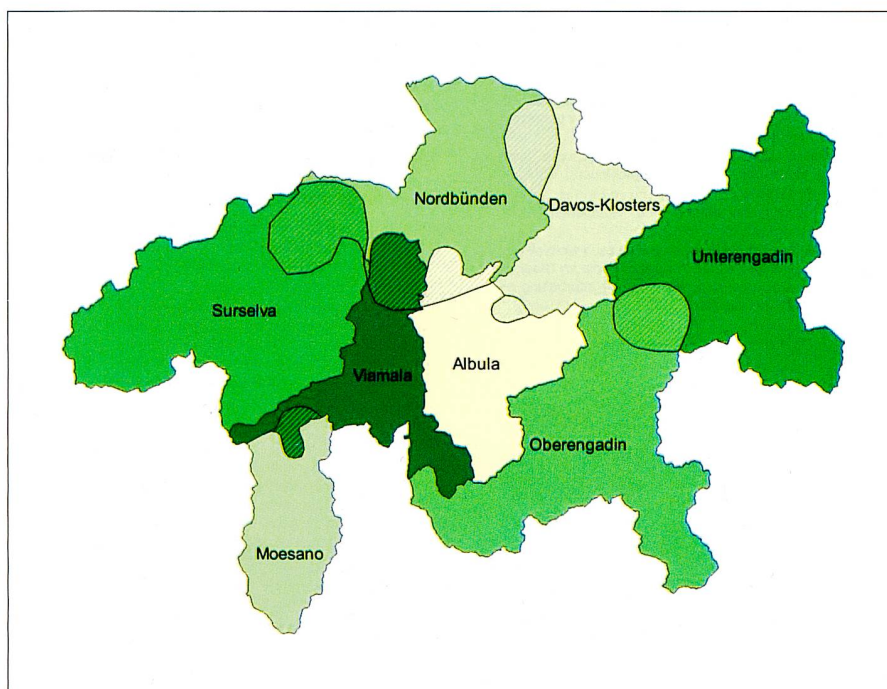 Nordbünden
Davos-Klosters
Unterengadin
Surselva
Viamala
Albula
Oberengadin
Moesano